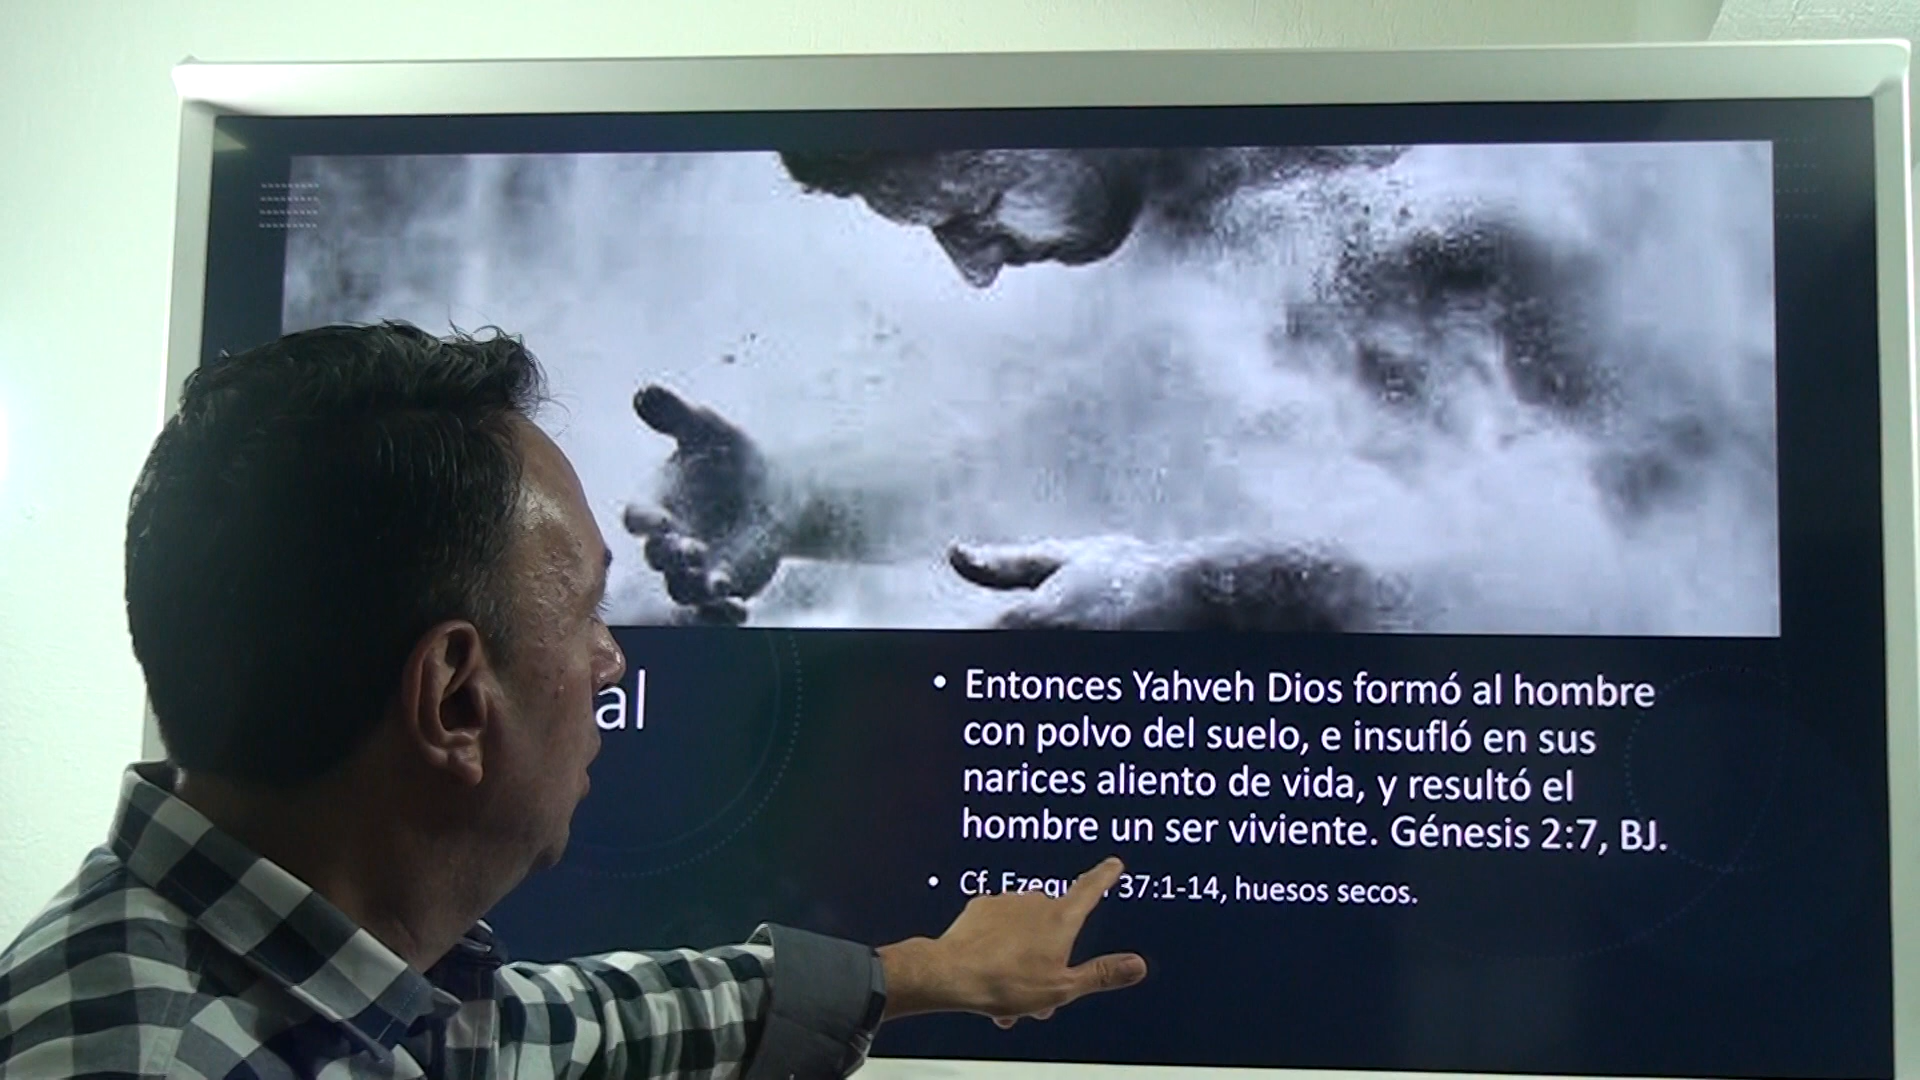 al
• Entonces Yahveh Dios formó al hombre
con polvo del suelo, e insufló en sus
narices aliento de vida, y resultó el
hombre un ser viviente. Génesis 2:7, BJ.
• Cf. 37:1-14, huesos secos.